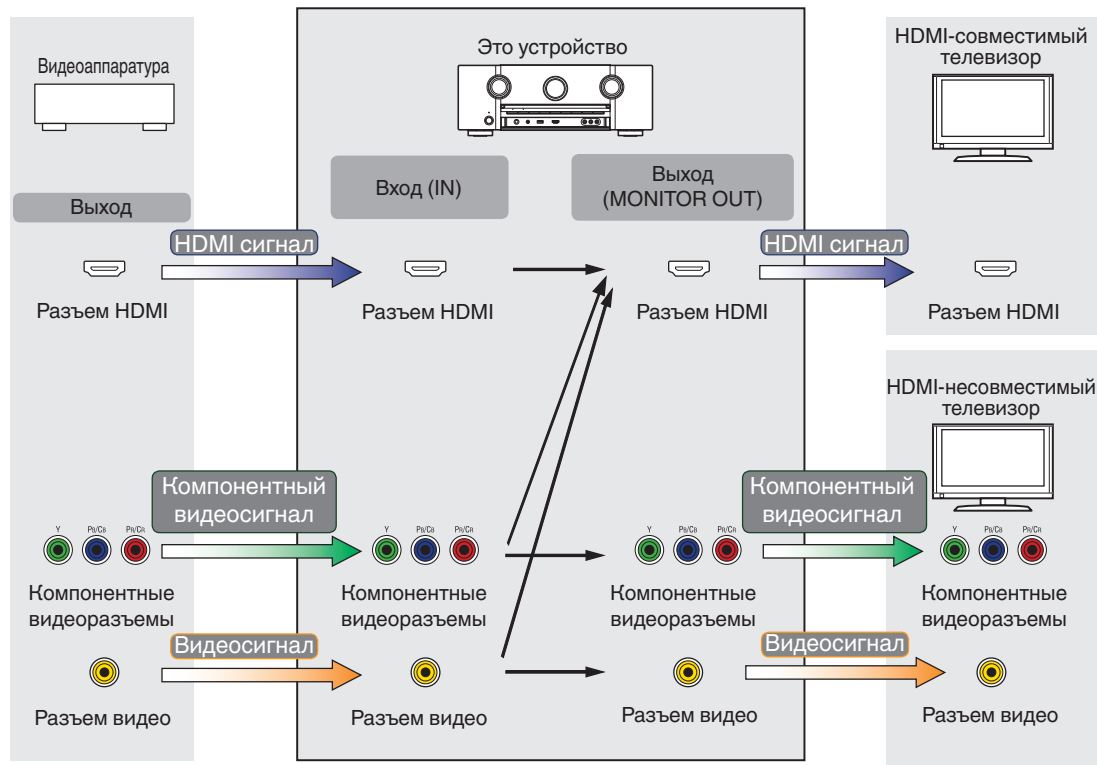 Видеоаппаратура
Выход
HDMI сигнал
Разъем HDMI
Компонентный
видеосигнал
Y PB/CB PR/CR
Компонентные
видеоразъемы
Видеосигнал
Разъем видео
Это устройство
Вход (IN)
Разъем HDMI
Y PB/CB PR/CR
Компонентные
видеоразъемы
Разъем видео
Выход
(MONITOR OUT)
Разъем HDMI
Y PB/CB PR/CR
Компонентные
видеоразъемы
Разъем видео
HDMI сигнал
Компонентный
видеосигнал
Видеосигнал
HDMI-совместимый
телевизор
Разъем HDMI
HDMI-несовместимый
телевизор
Y PB/CB PR/CR
Компонентные
видеоразъемы
Разъем видео